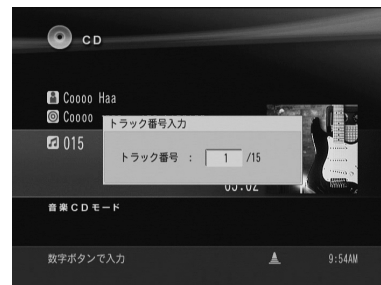 CD
Coooo Haa
Coooo
トラック番号入力
015
トラック番号 : 1 /15
音楽CDモード
数字ボタンで入力
9:54AM